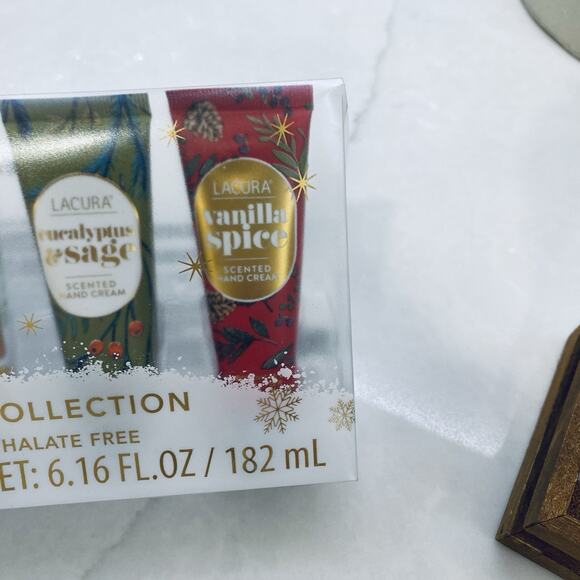 LACURA®
eucalyptus
& sage
SCENTED
HAND CREAM
LACURA®
vanilla
spice
SCENTED
HAND CREAM
OLLECTION
HALATE FREE
ET: 6.16 FL.OZ / 182 mL